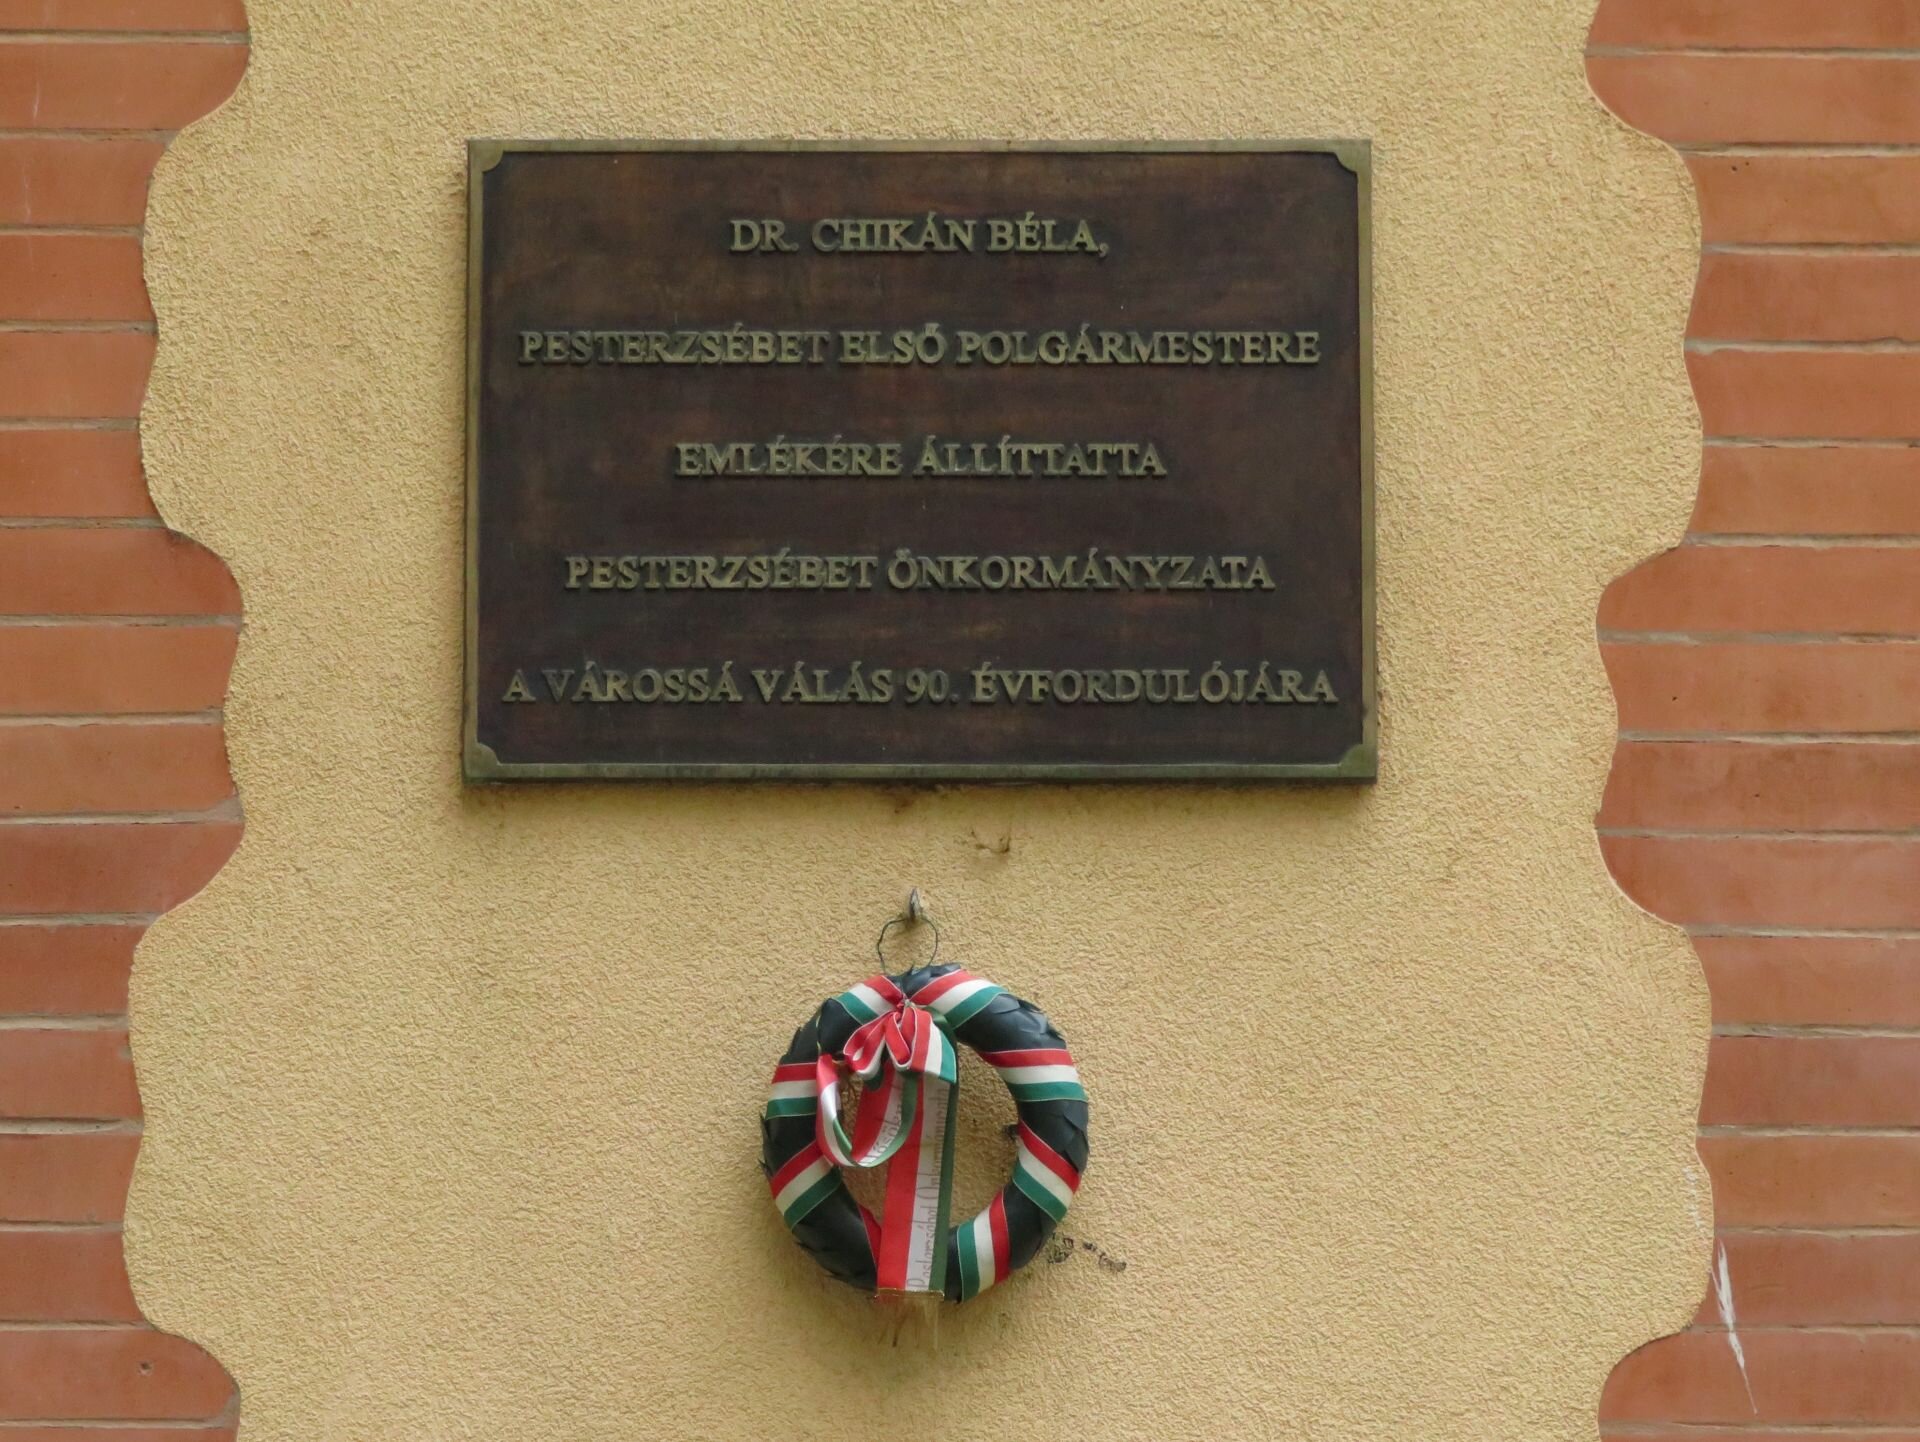 DR. CHIKÁN BÉLA,
PESTERZSÉBET ELSŐ POLGÁRMESTERE
EMLÉKÉRE ÁLLÍTTATTA
PESTERZSÉBET ÖNKORMÁNYZATA
A VÁROSSÁ VÁLÁS 90. ÉVFORDULÓJÁRA